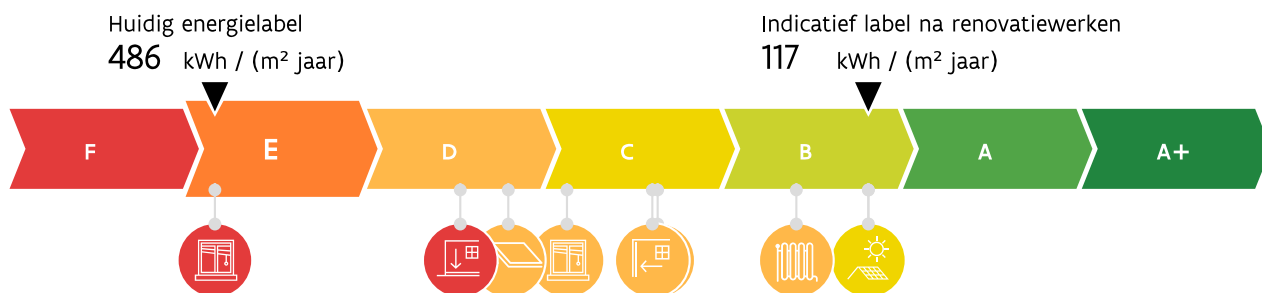 Huidig energielabel
486 kWh / (m² jaar)
Indicatief label na renovatiewerken
117 kWh / (m² jaar)
F E D C B A A+